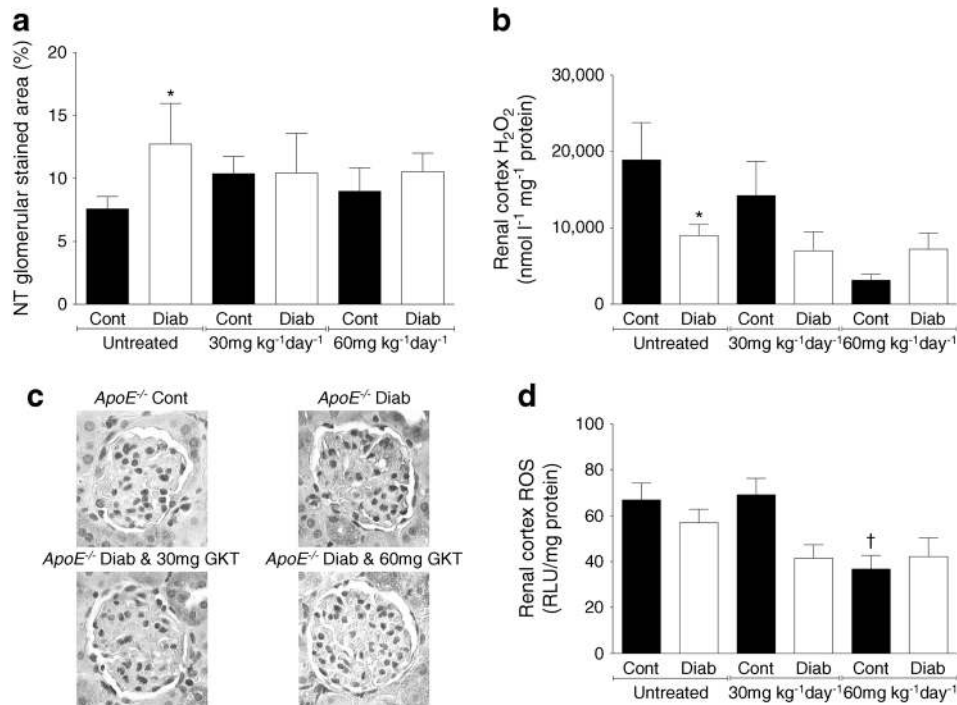 a
NT glomerular stained area (%)
20
15
10
5
0
*
Cont Diab Cont Diab Cont Diab
Untreated 30mg kg⁻¹day⁻¹ 60mg kg⁻¹day⁻¹
b
Renal cortex H₂O₂
(nmol l⁻¹ mg⁻¹ protein)
30,000
20,000
10,000
0
*
Cont Diab Cont Diab Cont Diab
Untreated 30mg kg⁻¹day⁻¹ 60mg kg⁻¹day⁻¹
c
ApoE⁻/⁻ Cont ApoE⁻/⁻ Diab
ApoE⁻/⁻ Diab & 30mg GKT ApoE⁻/⁻ Diab & 60mg GKT
d
Renal cortex ROS
(RLU/mg protein)
100
80
60
40
20
0
†
Cont Diab Cont Diab Cont Diab
Untreated 30mg kg⁻¹day⁻¹ 60mg kg⁻¹day⁻¹